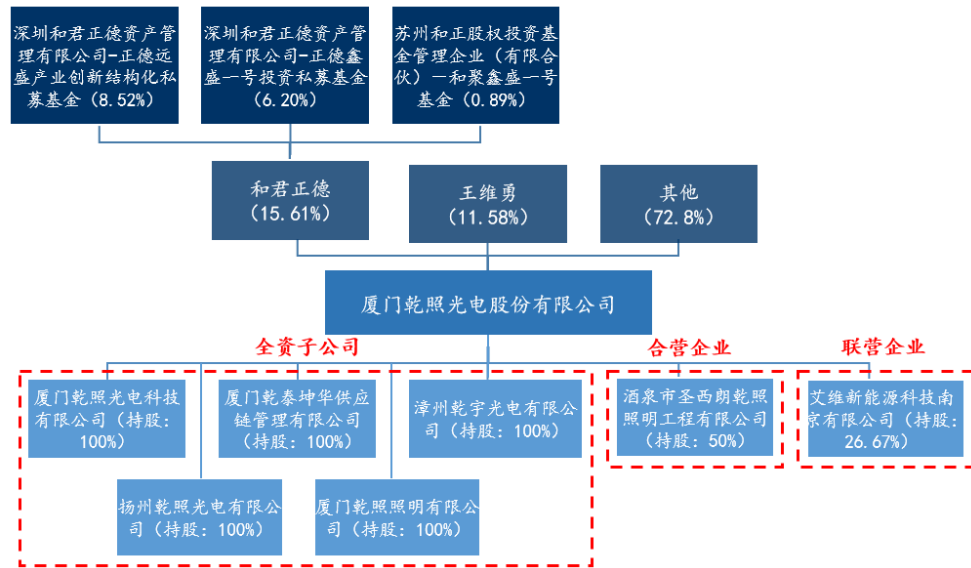 深圳和君正德资产管
理有限公司-正德远
盛产业创新结构化私
募基金（8.52%）
深圳和君正德资产管
理有限公司-正德鑫
盛一号投资私募基金
（6.20%）
苏州和正股权投资基
金管理企业（有限合
伙）－和聚鑫盛一号
基金（0.89%）
和君正德
（15.61%）
王维勇
（11.58%）
其他
（72.8%）
厦门乾照光电股份有限公司
全资子公司
合营企业
联营企业
厦门乾照光电科技
有限公司（持股：
100%）
厦门乾泰坤华供应
链管理有限公司
（持股：100%）
漳州乾宇光电有限公
司（持股：100%）
酒泉市圣西朗乾照
照明工程有限公司
（持股：50%）
艾维新能源科技南
京有限公司（持股：
26.67%）
扬州乾照光电有限公
司（持股：100%）
厦门乾照照明有限公
司（持股：100%）